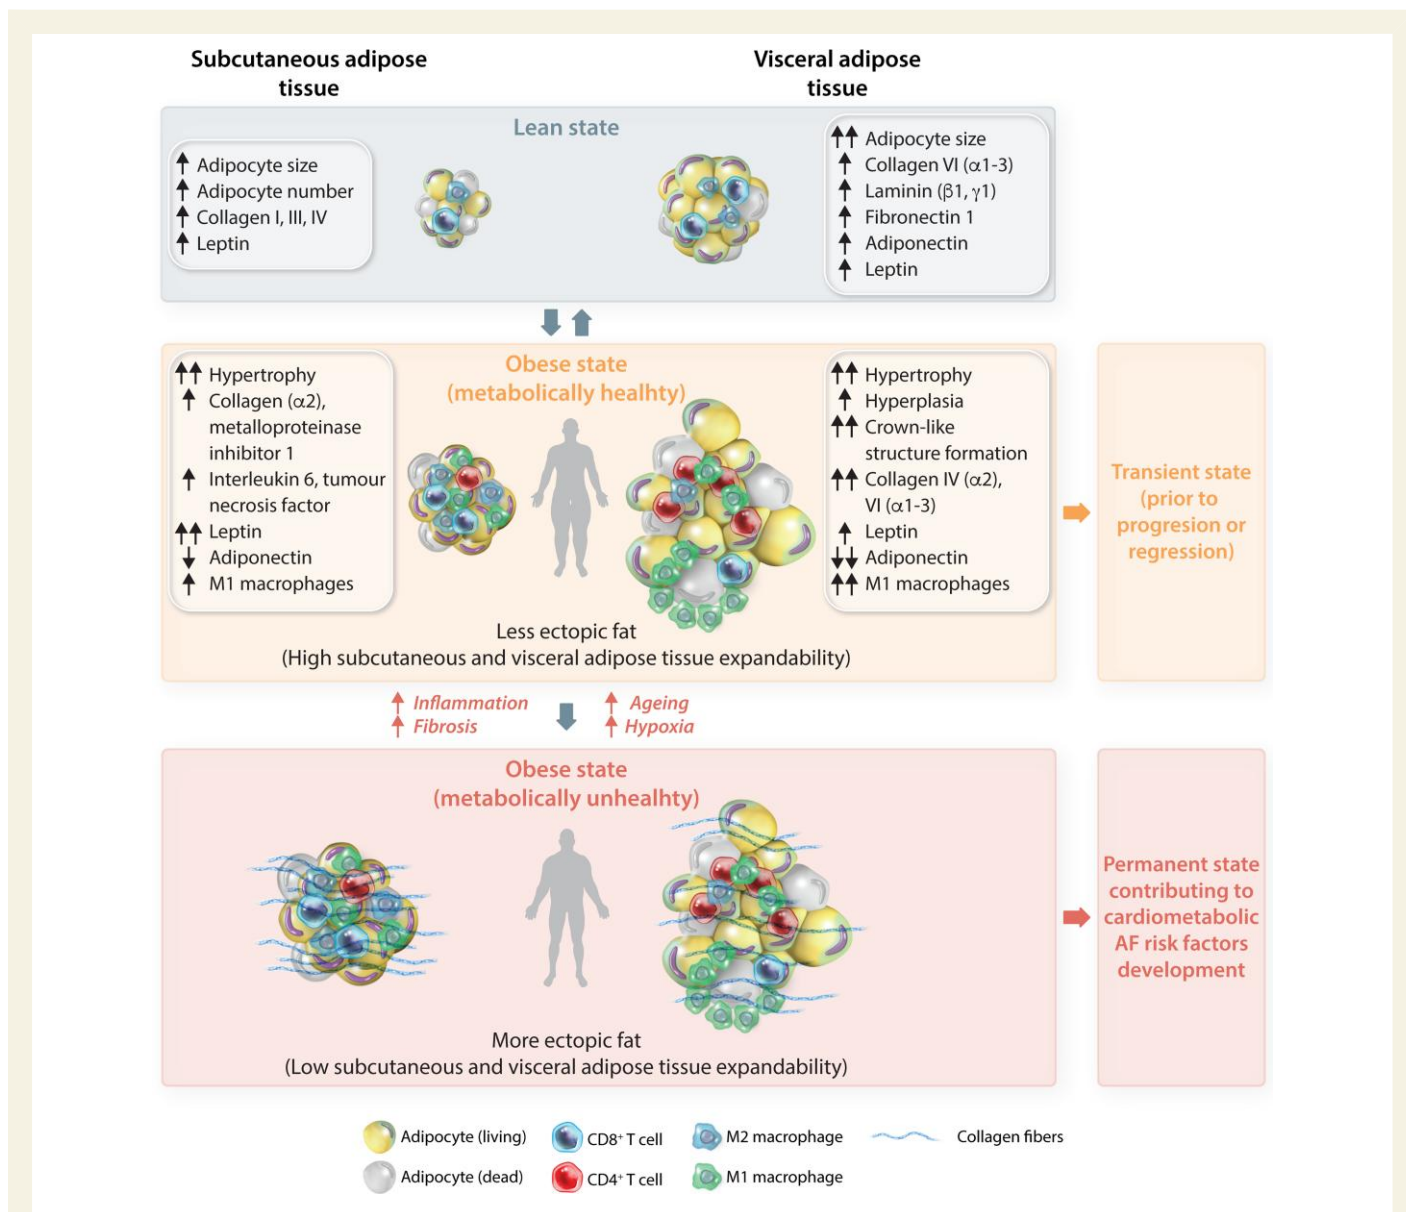 Subcutaneous adipose
tissue
Visceral adipose
tissue
Lean state
↑ Adipocyte size
↑ Adipocyte number
↑ Collagen I, III, IV
↑ Leptin
↑↑ Adipocyte size
↑ Collagen VI (α1-3)
↑ Laminin (β1, γ1)
↑ Fibronectin 1
↑ Adiponectin
↑ Leptin
Obese state
(metabolically healhty)
↑↑ Hypertrophy
↑ Collagen (α2),
metalloproteinase
inhibitor 1
↑ Interleukin 6, tumour
necrosis factor
↑↑ Leptin
↓ Adiponectin
↑ M1 macrophages
↑↑ Hypertrophy
↑ Hyperplasia
↑↑ Crown-like
structure formation
↑↑ Collagen IV (α2),
VI (α1-3)
↑ Leptin
↓↓ Adiponectin
↑↑ M1 macrophages
Less ectopic fat
(High subcutaneous and visceral adipose tissue expandability)
Transient state
(prior to
progresion or
regression)
↑ Inflammation
↑ Fibrosis
↑ Ageing
↑ Hypoxia
Obese state
(metabolically unhealhty)
More ectopic fat
(Low subcutaneous and visceral adipose tissue expandability)
Permanent state
contributing to
cardiometabolic
AF risk factors
development
Adipocyte (living)
CD8⁺ T cell
M2 macrophage
Collagen fibers
Adipocyte (dead)
CD4⁺ T cell
M1 macrophage